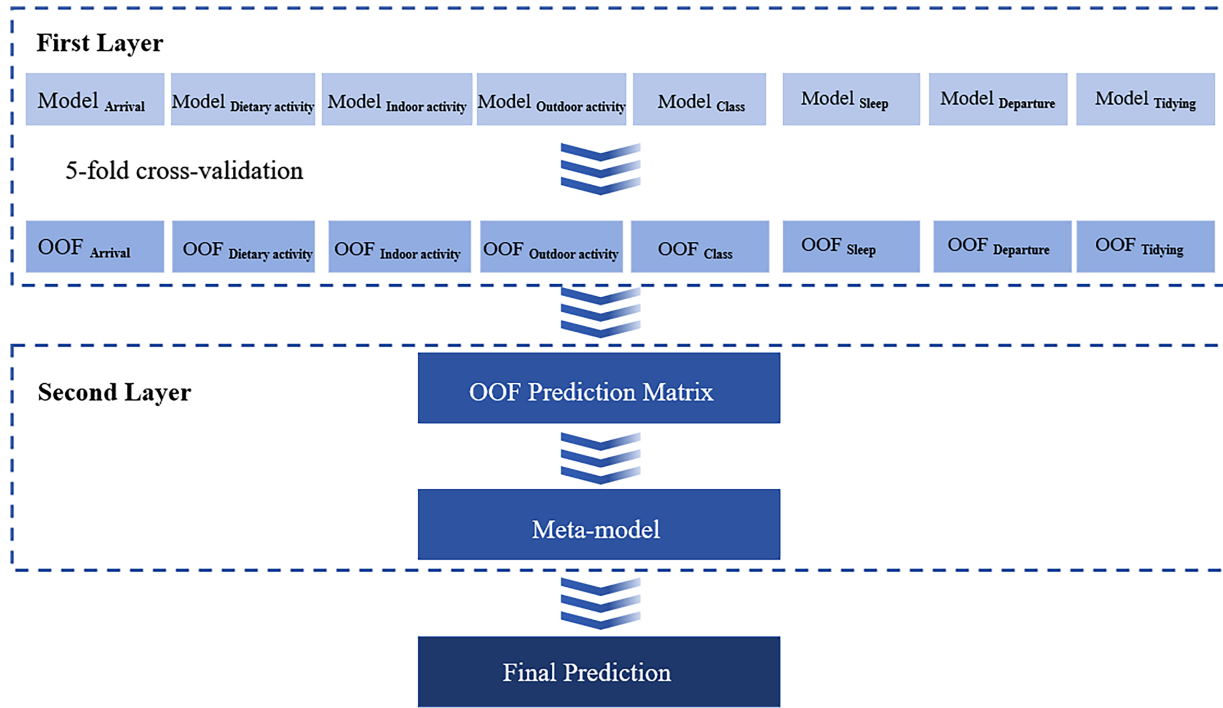 First Layer
Model Arrival Model Dietary activity Model Indoor activity Model Outdoor activity Model Class Model Sleep Model Departure Model Tidying
5-fold cross-validation
OOF Arrival OOF Dietary activity OOF Indoor activity OOF Outdoor activity OOF Class OOF Sleep OOF Departure OOF Tidying
Second Layer
OOF Prediction Matrix
Meta-model
Final Prediction